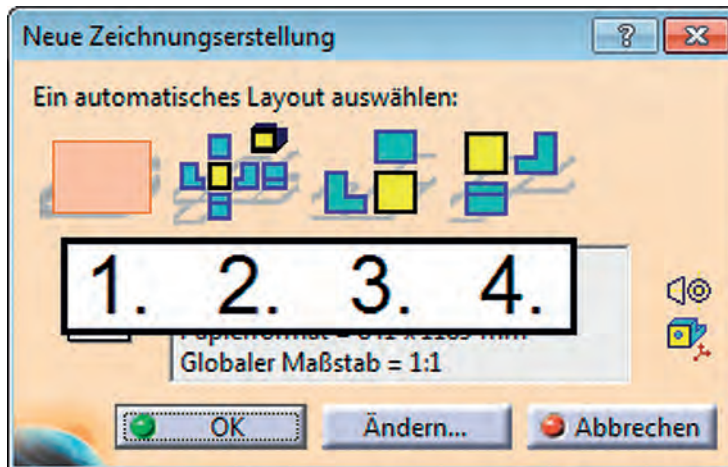 Neue Zeichnungserstellung
Ein automatisches Layout auswählen:
1. 2. 3. 4.
Globaler Maßstab = 1:1
OK Ändern... Abbrechen